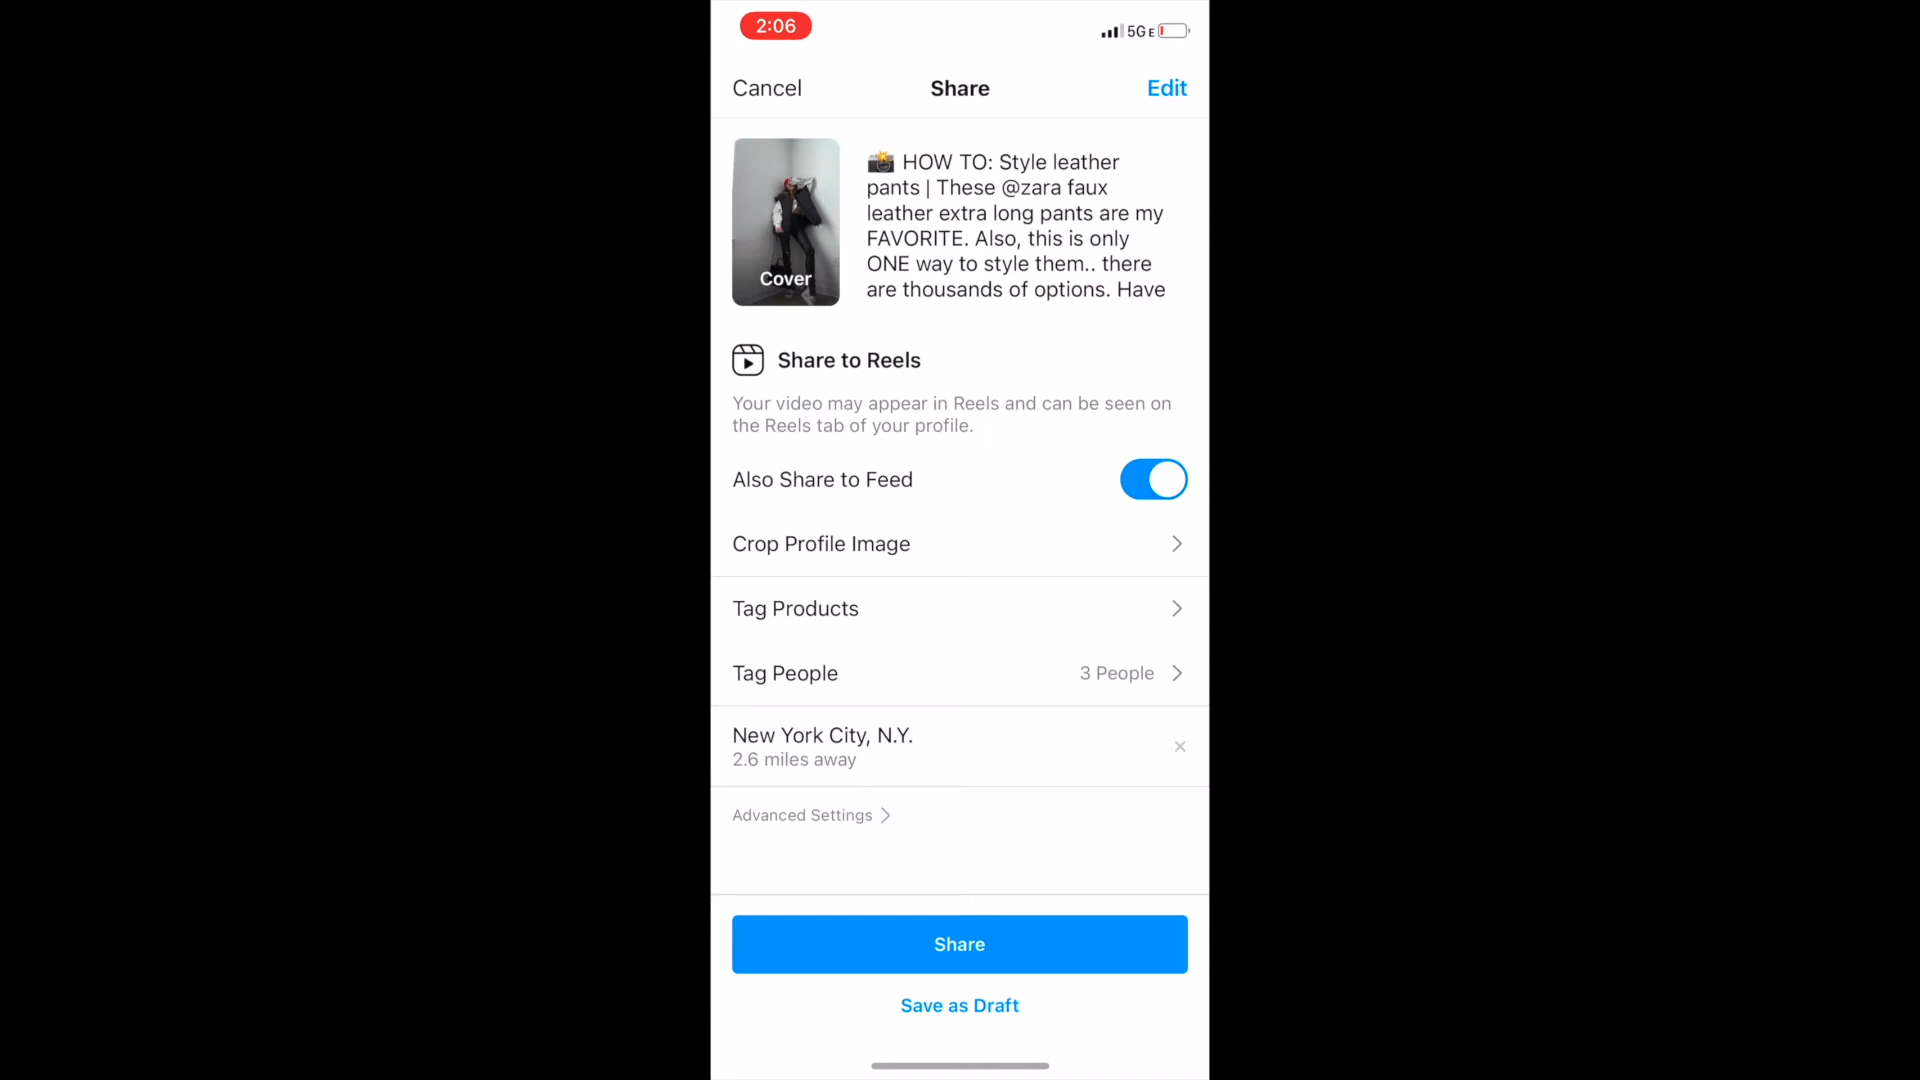 2:06
5GE
Cancel
Share
Edit
Cover
📸 HOW TO: Style leather
pants | These @zara faux
leather extra long pants are my
FAVORITE. Also, this is only
ONE way to style them.. there
are thousands of options. Have
Share to Reels
Your video may appear in Reels and can be seen on
the Reels tab of your profile.
Also Share to Feed
Crop Profile Image
Tag Products
Tag People
3 People
New York City, N.Y.
2.6 miles away
Advanced Settings
Share
Save as Draft